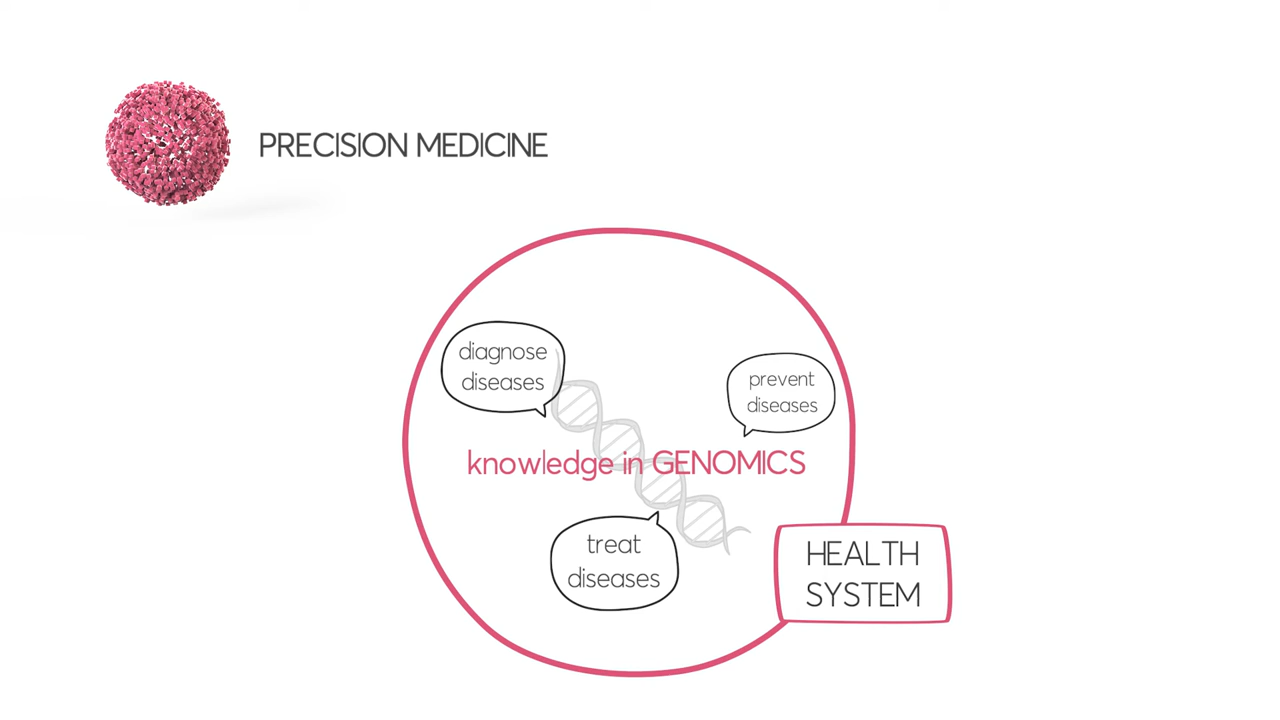 PRECISION MEDICINE
diagnose
diseases
prevent
diseases
knowledge in GENOMICS
treat
diseases
HEALTH
SYSTEM